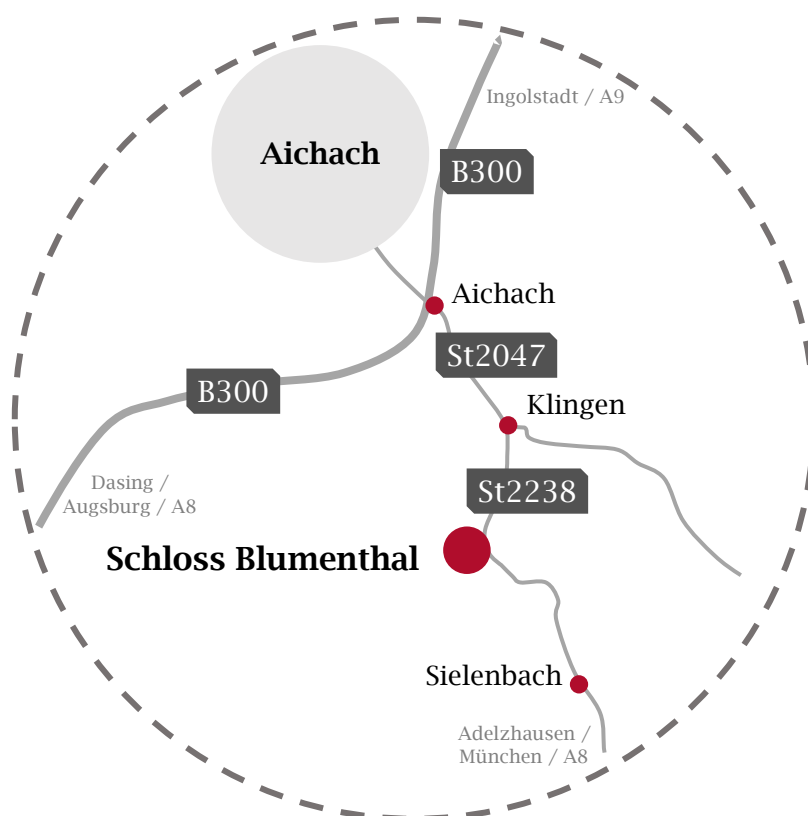 Ingolstadt / A9
Aichach
B300
Aichach
St2047
B300
Klingen
Dasing /
Augsburg / A8
St2238
Schloss Blumenthal
Sielenbach
Adelzhausen /
München / A8